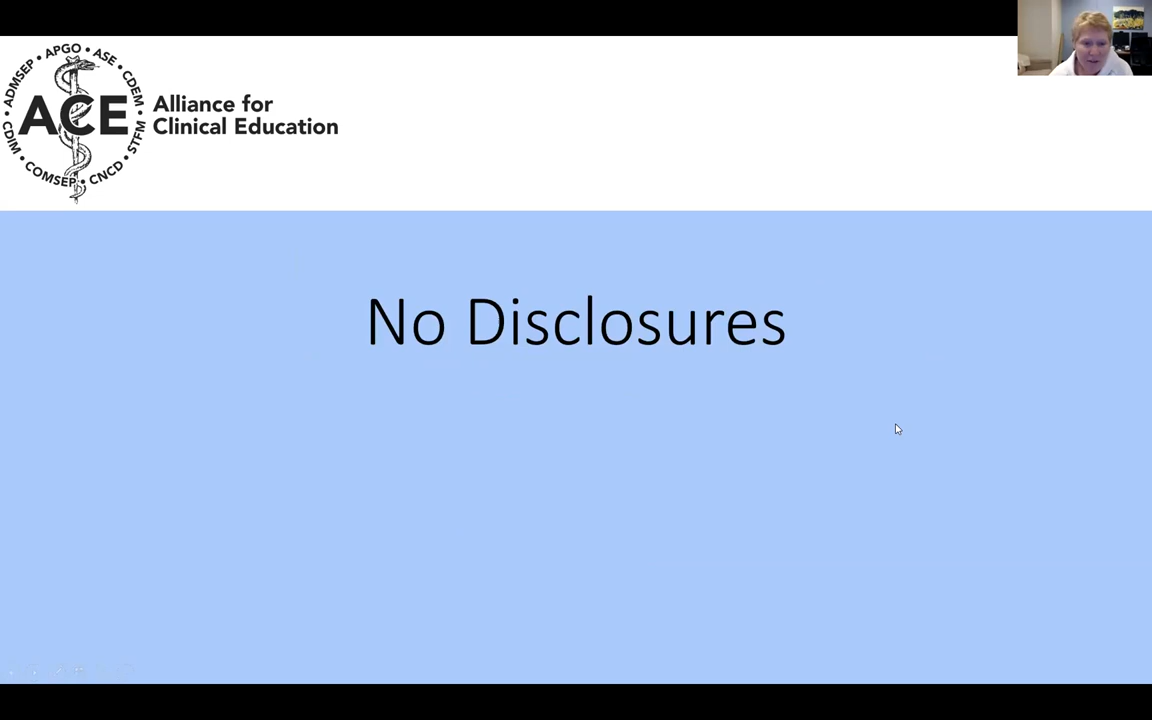 ADMSEP • APGO • ASE • CDEM • STFM • CNCD • COMSEP • CDIM •
ACE
Alliance for
Clinical Education
No Disclosures